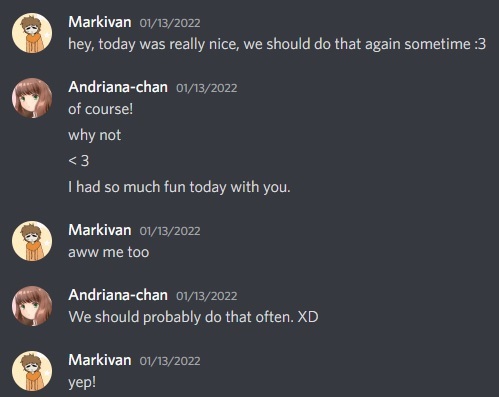 Markivan 01/13/2022
hey, today was really nice, we should do that again sometime :3
Andriana-chan 01/13/2022
of course!
why not
< 3
I had so much fun today with you.
Markivan 01/13/2022
aww me too
Andriana-chan 01/13/2022
We should probably do that often. XD
Markivan 01/13/2022
yep!